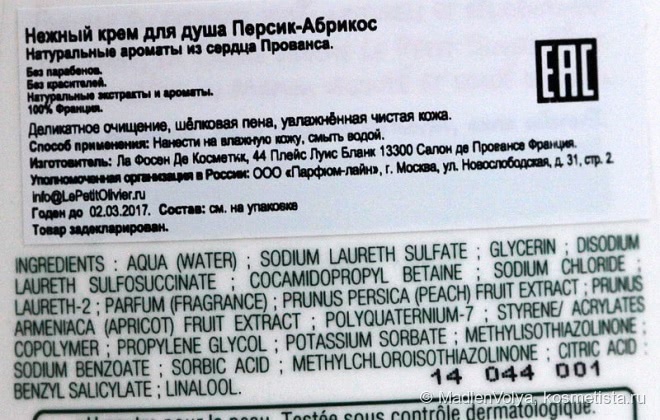 Нежный крем для душа Персик-Абрикос
Натуральные ароматы из сердца Прованса.
Без парабенов.
Без красителей.
Натуральные экстракты и ароматы.
100% Франция.
EAC
Деликатное очищение, шёлковая пена, увлажнённая чистая кожа.
Способ применения: Нанести на влажную кожу, смыть водой.
Изготовитель: Ла Фосен Де Косметик, 44 Плейс Луис Бланк 13300 Салон де Провансе Франция.
Уполномоченная организация в России: ООО «Парфюм-лайн», г. Москва, ул. Новослободская, д. 31, стр. 2
info@LePetitOlivier.ru
Годен до 02.03.2017. Состав: см. на упаковке
Товар задекларирован.
INGREDIENTS : AQUA (WATER) ; SODIUM LAURETH SULFATE ; GLYCERIN ; DISODIUM
LAURETH SULFOSUCCINATE ; COCAMIDOPROPYL BETAINE ; SODIUM CHLORIDE ;
LAURETH-2 ; PARFUM (FRAGRANCE) ; PRUNUS PERSICA (PEACH) FRUIT EXTRACT ; PRUNUS
ARMENIACA (APRICOT) FRUIT EXTRACT ; POLYQUATERNIUM-7 ; STYRENE/ ACRYLATES
COPOLYMER ; PROPYLENE GLYCOL ; POTASSIUM SORBATE ; METHYLISOTHIAZOLINONE ;
SODIUM BENZOATE ; SORBIC ACID ; METHYLCHLOROISOTHIAZOLINONE ; CITRIC ACID ;
BENZYL SALICYLATE ; LINALOOL.
14 044 001
© MadlenVolya, kosmetista.ru
pour la peau. Testée sous contrôle dermatologique.